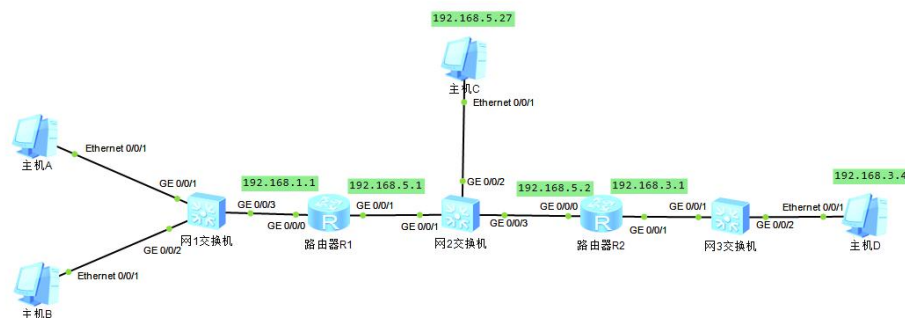 192.168.5.27
主机C
Ethernet 0/0/1
Ethernet 0/0/1
主机A
GE 0/0/1
192.168.1.1
192.168.5.1
GE 0/0/2
192.168.5.2
192.168.3.1
192.168.3.4
GE 0/0/3
GE 0/0/1
GE 0/0/0
GE 0/0/1
Ethernet 0/0/1
网1交换机
GE 0/0/0
路由器R1
GE 0/0/1
网2交换机
GE 0/0/3
路由器R2
GE 0/0/1
网3交换机
GE 0/0/2
主机D
GE 0/0/2
Ethernet 0/0/1
主机B